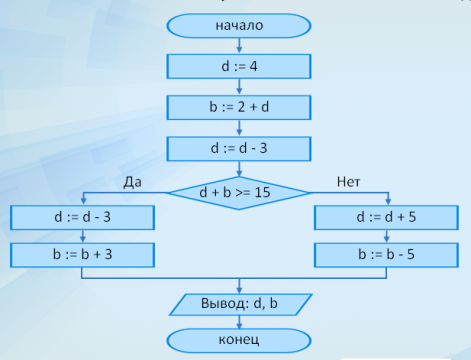 начало
d := 4
b := 2 + d
d := d - 3
d + b >= 15
Да
Нет
d := d - 3
d := d + 5
b := b + 3
b := b - 5
Вывод: d, b
конец